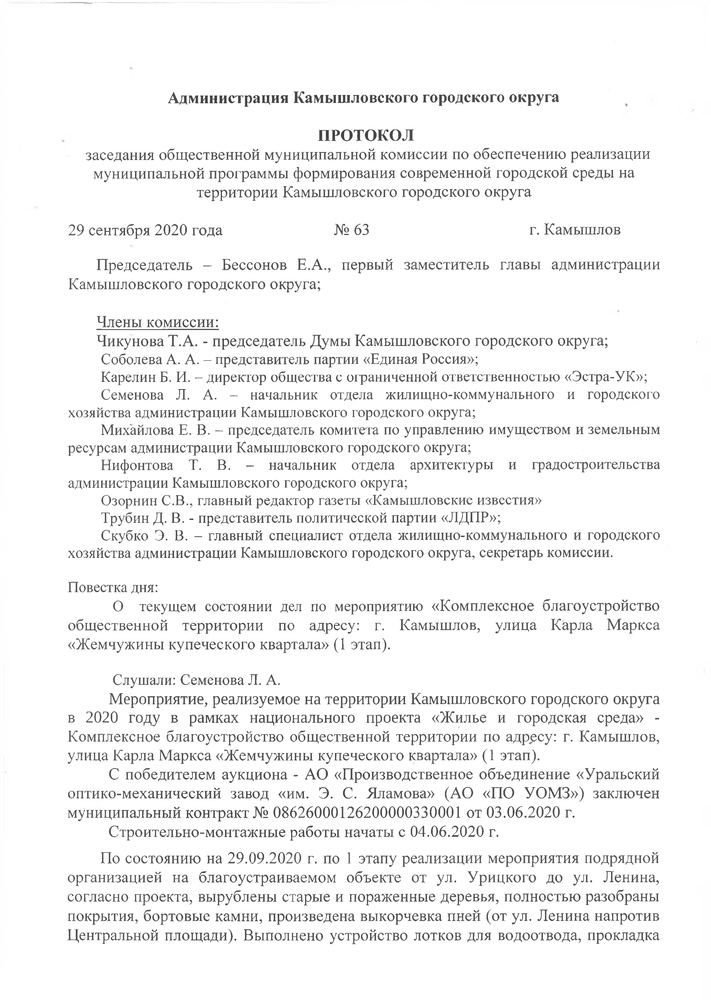 Администрация Камышловского городского округа
ПРОТОКОЛ
заседания общественной муниципальной комиссии по обеспечению реализации
муниципальной программы формирования современной городской среды на
территории Камышловского городского округа
29 сентября 2020 года № 63 г. Камышлов
Председатель – Бессонов Е.А., первый заместитель главы администрации
Камышловского городского округа;
Члены комиссии:
Чикунова Т.А. - председатель Думы Камышловского городского округа;
Соболева А. А. – представитель партии «Единая Россия»;
Карелин Б. И. – директор общества с ограниченной ответственностью «Эстра-УК»;
Семенова Л. А. – начальник отдела жилищно-коммунального и городского
хозяйства администрации Камышловского городского округа;
Михайлова Е. В. – председатель комитета по управлению имуществом и земельным
ресурсам администрации Камышловского городского округа;
Нифонтова Т. В. – начальник отдела архитектуры и градостроительства
администрации Камышловского городского округа;
Озорнин С.В., главный редактор газеты «Камышловские известия»
Трубин Д. В. - представитель политической партии «ЛДПР»;
Скубко Э. В. – главный специалист отдела жилищно-коммунального и городского
хозяйства администрации Камышловского городского округа, секретарь комиссии.
Повестка дня:
О текущем состоянии дел по мероприятию «Комплексное благоустройство
общественной территории по адресу: г. Камышлов, улица Карла Маркса
«Жемчужины купеческого квартала» (1 этап).
Слушали: Семенова Л. А.
Мероприятие, реализуемое на территории Камышловского городского округа
в 2020 году в рамках национального проекта «Жилье и городская среда» -
Комплексное благоустройство общественной территории по адресу: г. Камышлов,
улица Карла Маркса «Жемчужины купеческого квартала» (1 этап).
С победителем аукциона - АО «Производственное объединение «Уральский
оптико-механический завод «им. Э. С. Яламова» (АО «ПО УОМЗ») заключен
муниципальный контракт № 08626000126200000330001 от 03.06.2020 г.
Строительно-монтажные работы начаты с 04.06.2020 г.
По состоянию на 29.09.2020 г. по 1 этапу реализации мероприятия подрядной
организацией на благоустраиваемом объекте от ул. Урицкого до ул. Ленина,
согласно проекта, вырублены старые и пораженные деревья, полностью разобраны
покрытия, бортовые камни, произведена выкорчевка пней (от ул. Ленина напротив
Центральной площади). Выполнено устройство лотков для водоотвода, прокладка